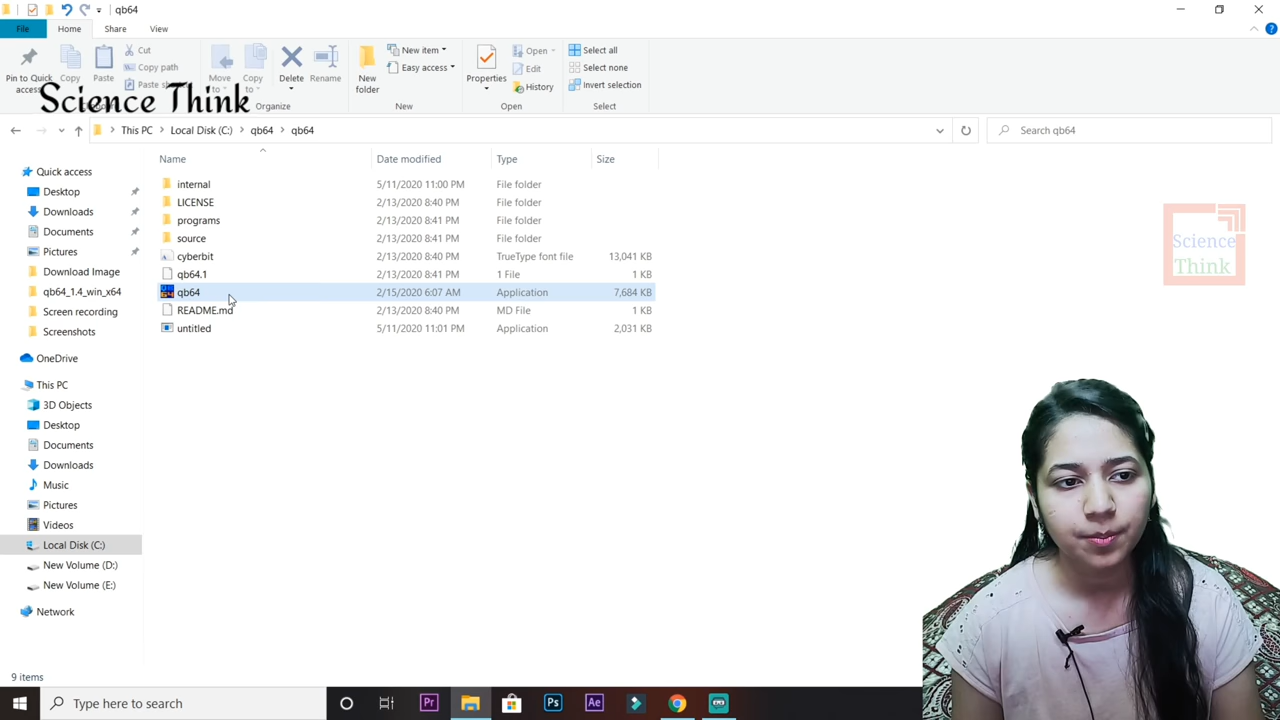 qb64
File Home Share View
Pin to Quick access Copy Paste Cut Copy path Paste sh
Move to Copy to Delete Rename New folder New item Easy access Properties Open Edit History Select all Select none Invert selection
Organize New Open Select
Science Think
This PC Local Disk (C:) qb64 qb64 Search qb64
Name Date modified Type Size
internal 5/11/2020 11:00 PM File folder
LICENSE 2/13/2020 8:40 PM File folder
programs 2/13/2020 8:41 PM File folder
source 2/13/2020 8:41 PM File folder
cyberbit 2/13/2020 8:40 PM TrueType font file 13,041 KB
qb64.1 2/13/2020 8:41 PM 1 File 1 KB
qb64 2/15/2020 6:07 AM Application 7,684 KB
README.md 2/13/2020 8:40 PM MD File 1 KB
untitled 5/11/2020 11:01 PM Application 2,031 KB
Quick access
Desktop
Downloads
Documents
Pictures
Download Image
qb64_1.4_win_x64
Screen recording
Screenshots
OneDrive
This PC
3D Objects
Desktop
Documents
Downloads
Music
Pictures
Videos
Local Disk (C:)
New Volume (D:)
New Volume (E:)
Network
Science
Think
9 items
Type here to search
Pr Ps Ae